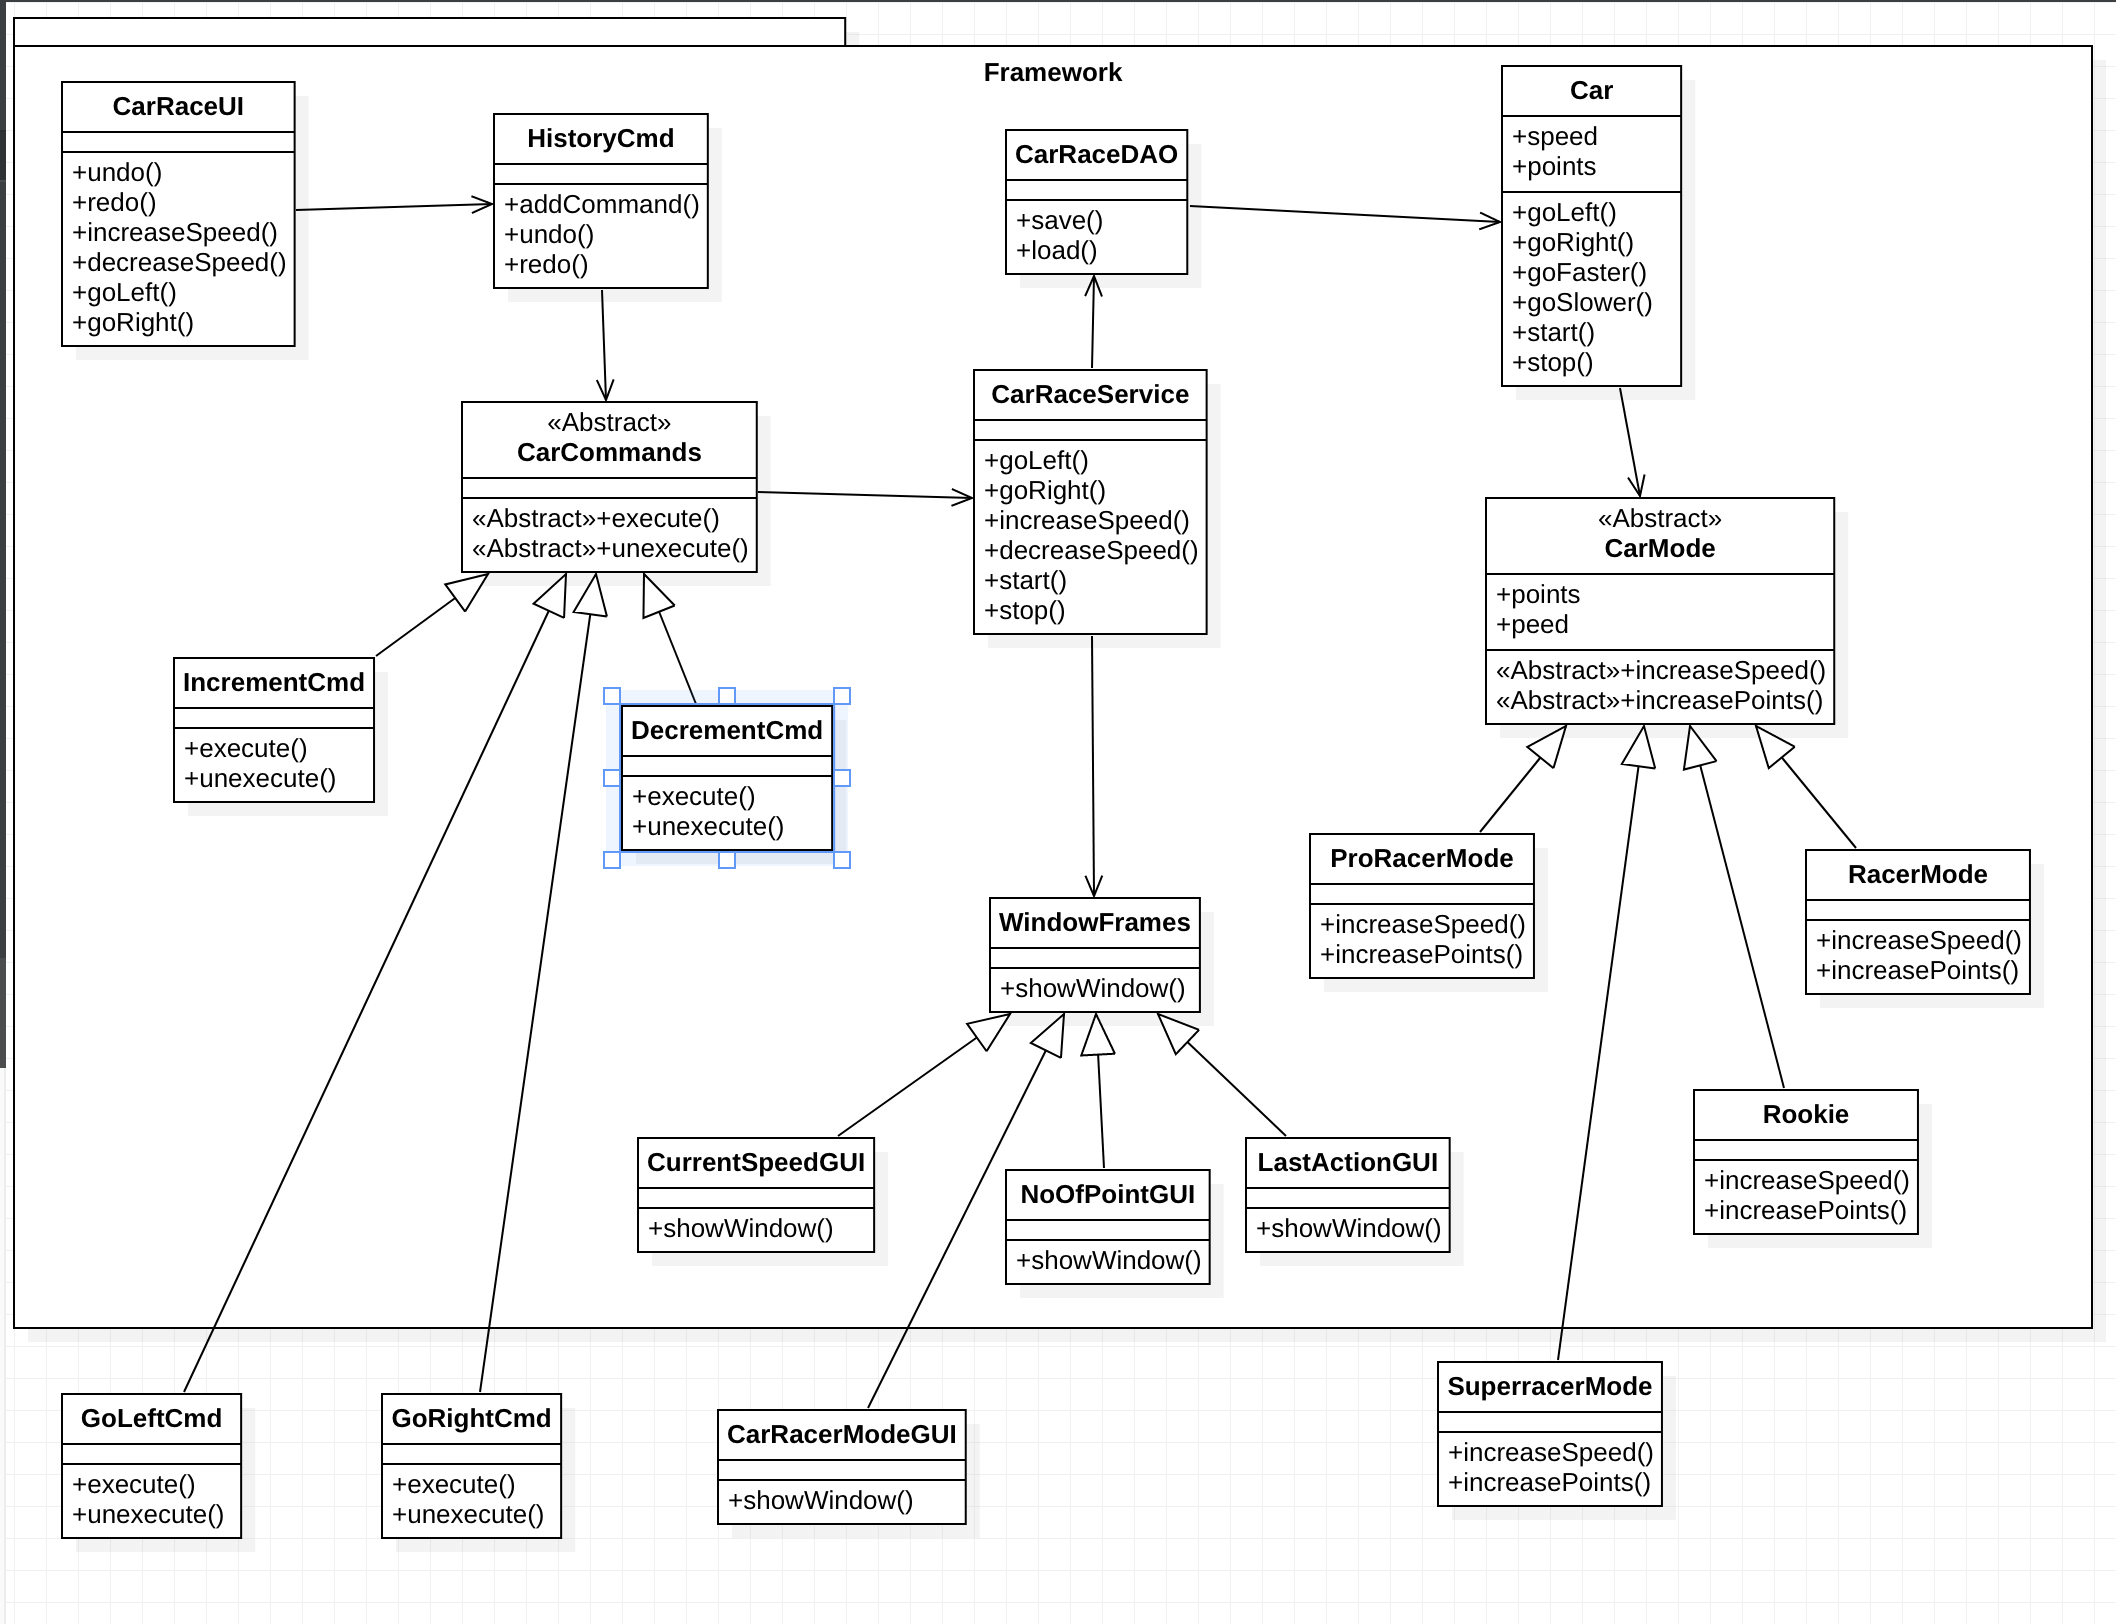 Framework
CarRaceUI
+undo()
+redo()
+increaseSpeed()
+decreaseSpeed()
+goLeft()
+goRight()
HistoryCmd
+addCommand()
+undo()
+redo()
CarRaceDAO
+save()
+load()
Car
+speed
+points
+goLeft()
+goRight()
+goFaster()
+goSlower()
+start()
+stop()
«Abstract»
CarCommands
«Abstract»+execute()
«Abstract»+unexecute()
CarRaceService
+goLeft()
+goRight()
+increaseSpeed()
+decreaseSpeed()
+start()
+stop()
«Abstract»
CarMode
+points
+peed
«Abstract»+increaseSpeed()
«Abstract»+increasePoints()
IncrementCmd
+execute()
+unexecute()
DecrementCmd
+execute()
+unexecute()
WindowFrames
+showWindow()
ProRacerMode
+increaseSpeed()
+increasePoints()
RacerMode
+increaseSpeed()
+increasePoints()
CurrentSpeedGUI
+showWindow()
NoOfPointGUI
+showWindow()
LastActionGUI
+showWindow()
Rookie
+increaseSpeed()
+increasePoints()
GoLeftCmd
+execute()
+unexecute()
GoRightCmd
+execute()
+unexecute()
CarRacerModeGUI
+showWindow()
SuperracerMode
+increaseSpeed()
+increasePoints()